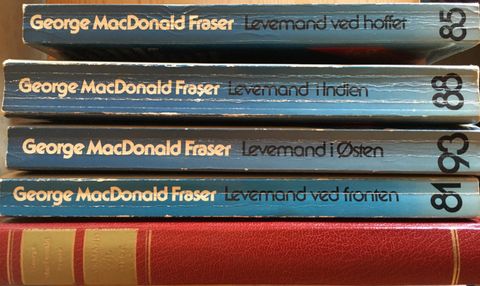 George MacDonald Fraser Levemand ved hoffet 85
George MacDonald Fraser Levemand i Indien 88
George MacDonald Fraser Levemand i Østen 93
George MacDonald Fraser Levemand ved fronten 81